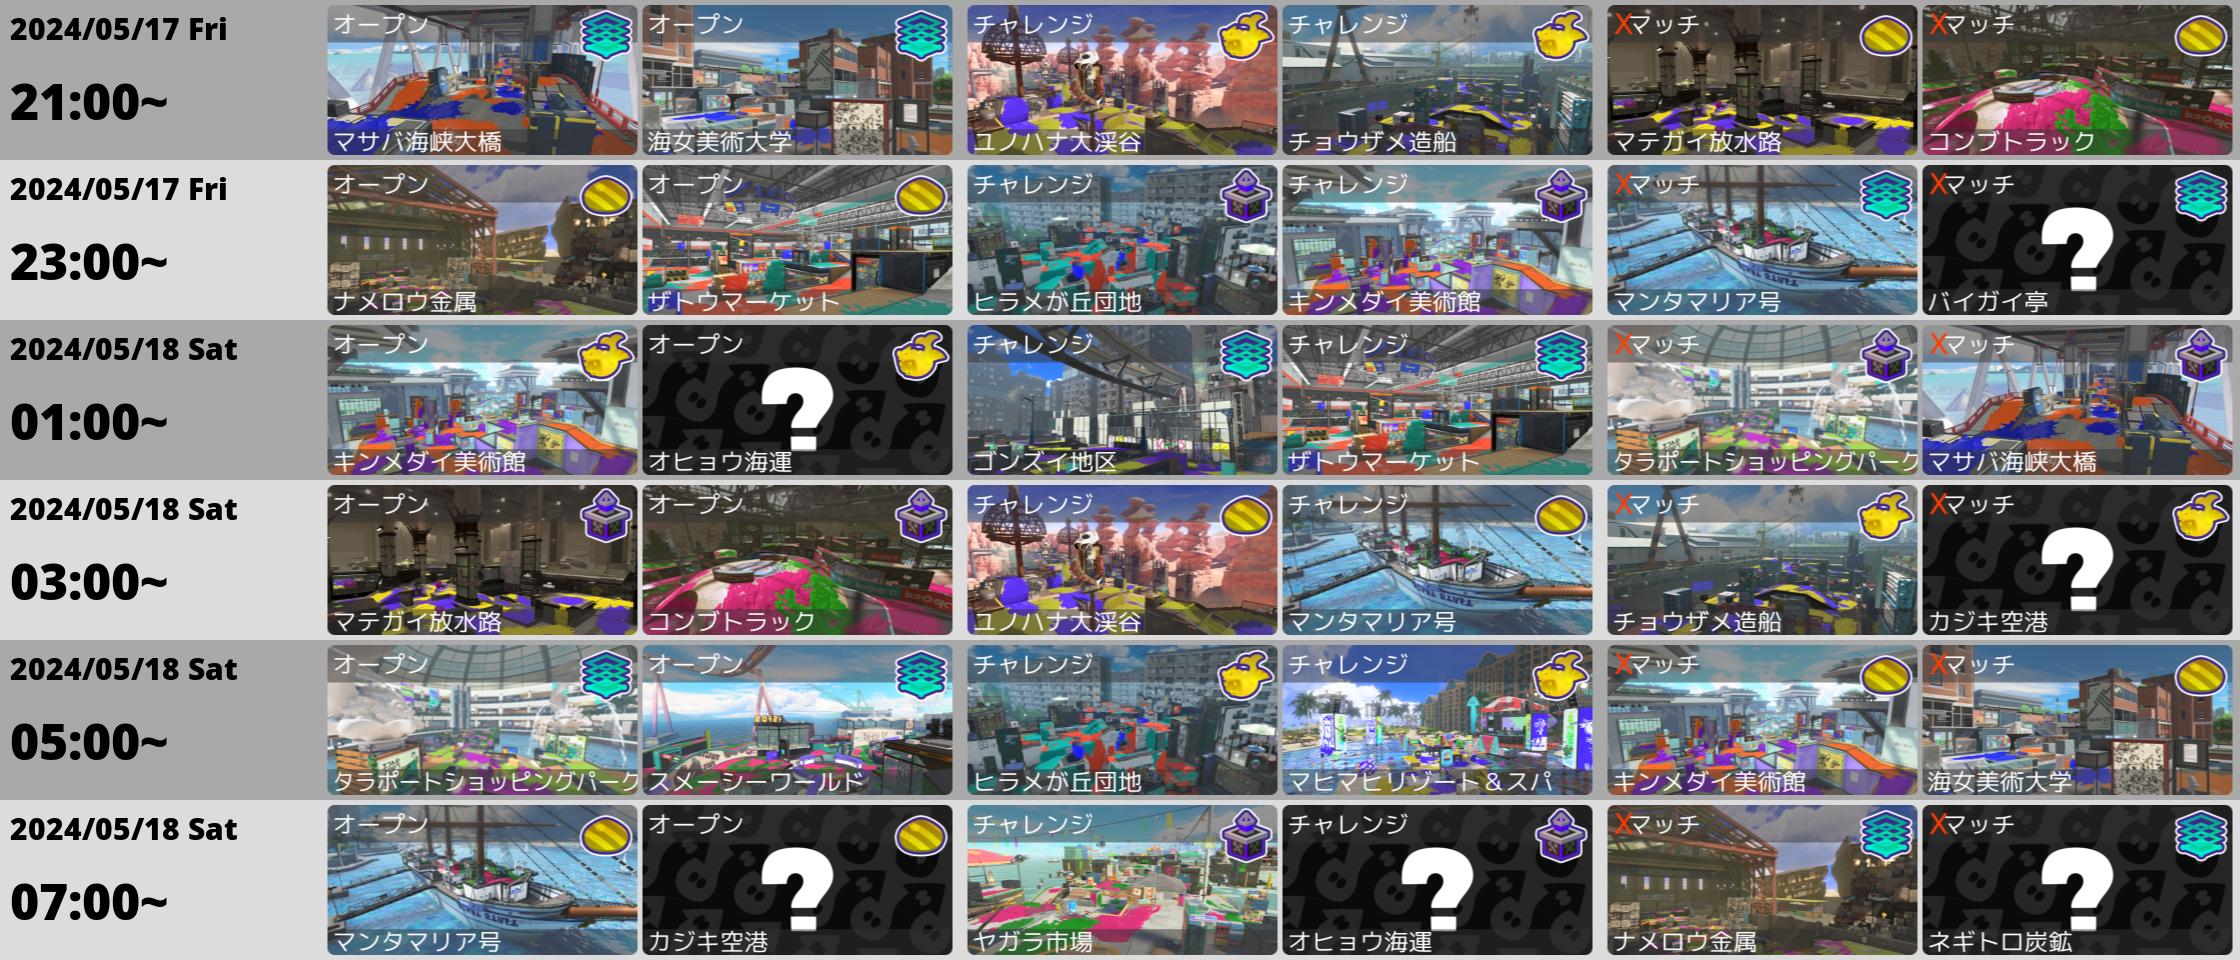 2024/05/17 Fri
21:00~
オープン
マサバ海峡大橋
オープン
海女美術大学
チャレンジ
ユノハナ大渓谷
チャレンジ
チョウザメ造船
Xマッチ
マテガイ放水路
Xマッチ
コンブトラック
2024/05/17 Fri
23:00~
オープン
ナメロウ金属
オープン
ザトウマーケット
チャレンジ
ヒラメが丘団地
チャレンジ
キンメダイ美術館
Xマッチ
マンタマリア号
Xマッチ
?
バイガイ亭
2024/05/18 Sat
01:00~
オープン
キンメダイ美術館
オープン
?
オヒョウ海運
チャレンジ
ゴンズイ地区
チャレンジ
ザトウマーケット
Xマッチ
タラポートショッピングパーク
Xマッチ
マサバ海峡大橋
2024/05/18 Sat
03:00~
オープン
マテガイ放水路
オープン
コンブトラック
チャレンジ
ユノハナ大渓谷
チャレンジ
マンタマリア号
Xマッチ
チョウザメ造船
Xマッチ
?
カジキ空港
2024/05/18 Sat
05:00~
オープン
タラポートショッピングパーク
オープン
スメーシーワールド
チャレンジ
ヒラメが丘団地
チャレンジ
マヒマヒリゾート&スパ
Xマッチ
キンメダイ美術館
Xマッチ
海女美術大学
2024/05/18 Sat
07:00~
オープン
マンタマリア号
オープン
?
カジキ空港
チャレンジ
ヤガラ市場
チャレンジ
?
オヒョウ海運
Xマッチ
ナメロウ金属
Xマッチ
?
ネギトロ炭鉱